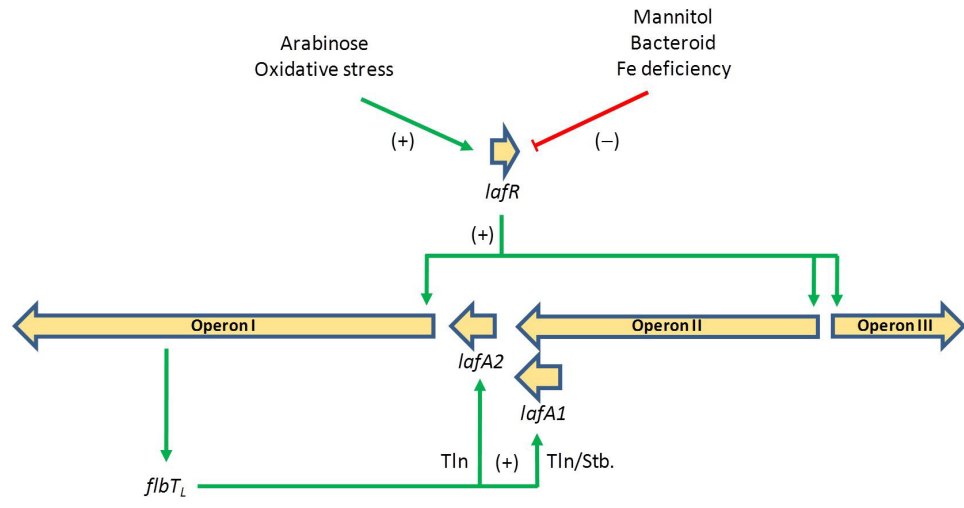 Arabinose
Oxidative stress
Mannitol
Bacteroid
Fe deficiency
(+)
(–)
lafR
(+)
Operon I
Operon II
Operon III
lafA2
lafA1
Tln
(+)
Tln/Stb.
flbTL